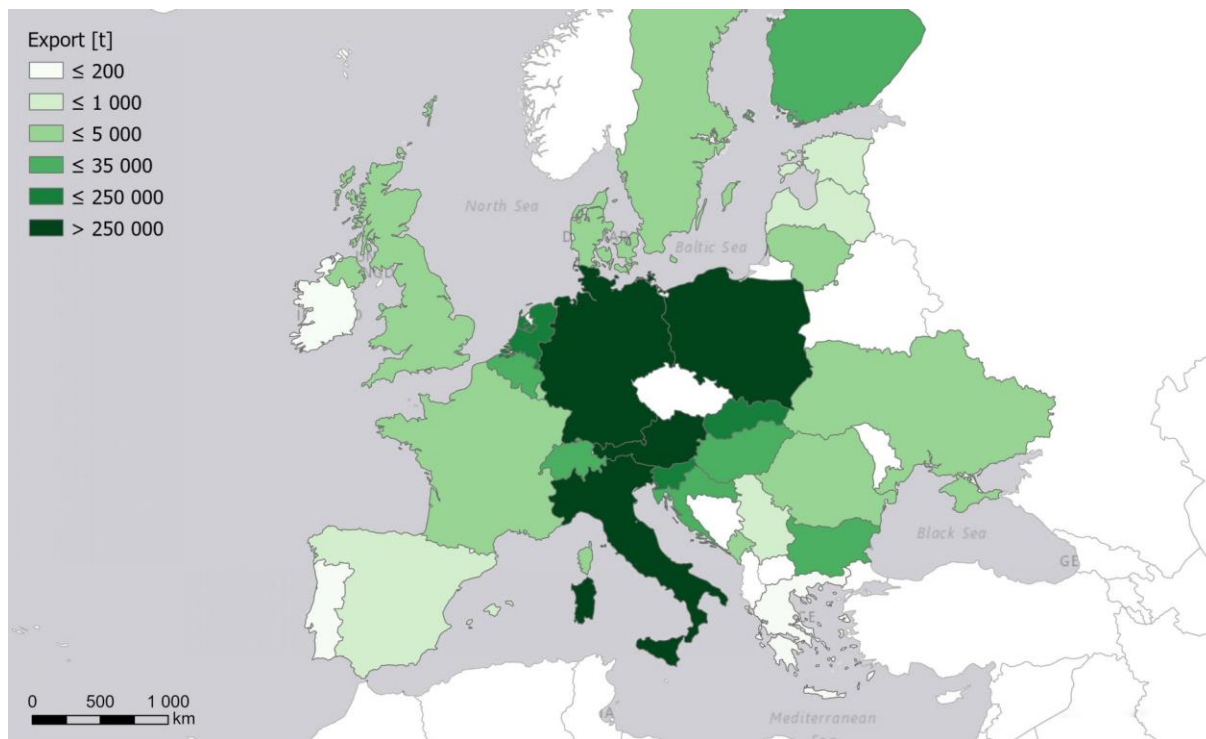 Export [t]
≤ 200
≤ 1 000
≤ 5 000
≤ 35 000
≤ 250 000
> 250 000
North Sea
Baltic Sea
Black Sea
GE
Mediterranean
0 500 1 000
km